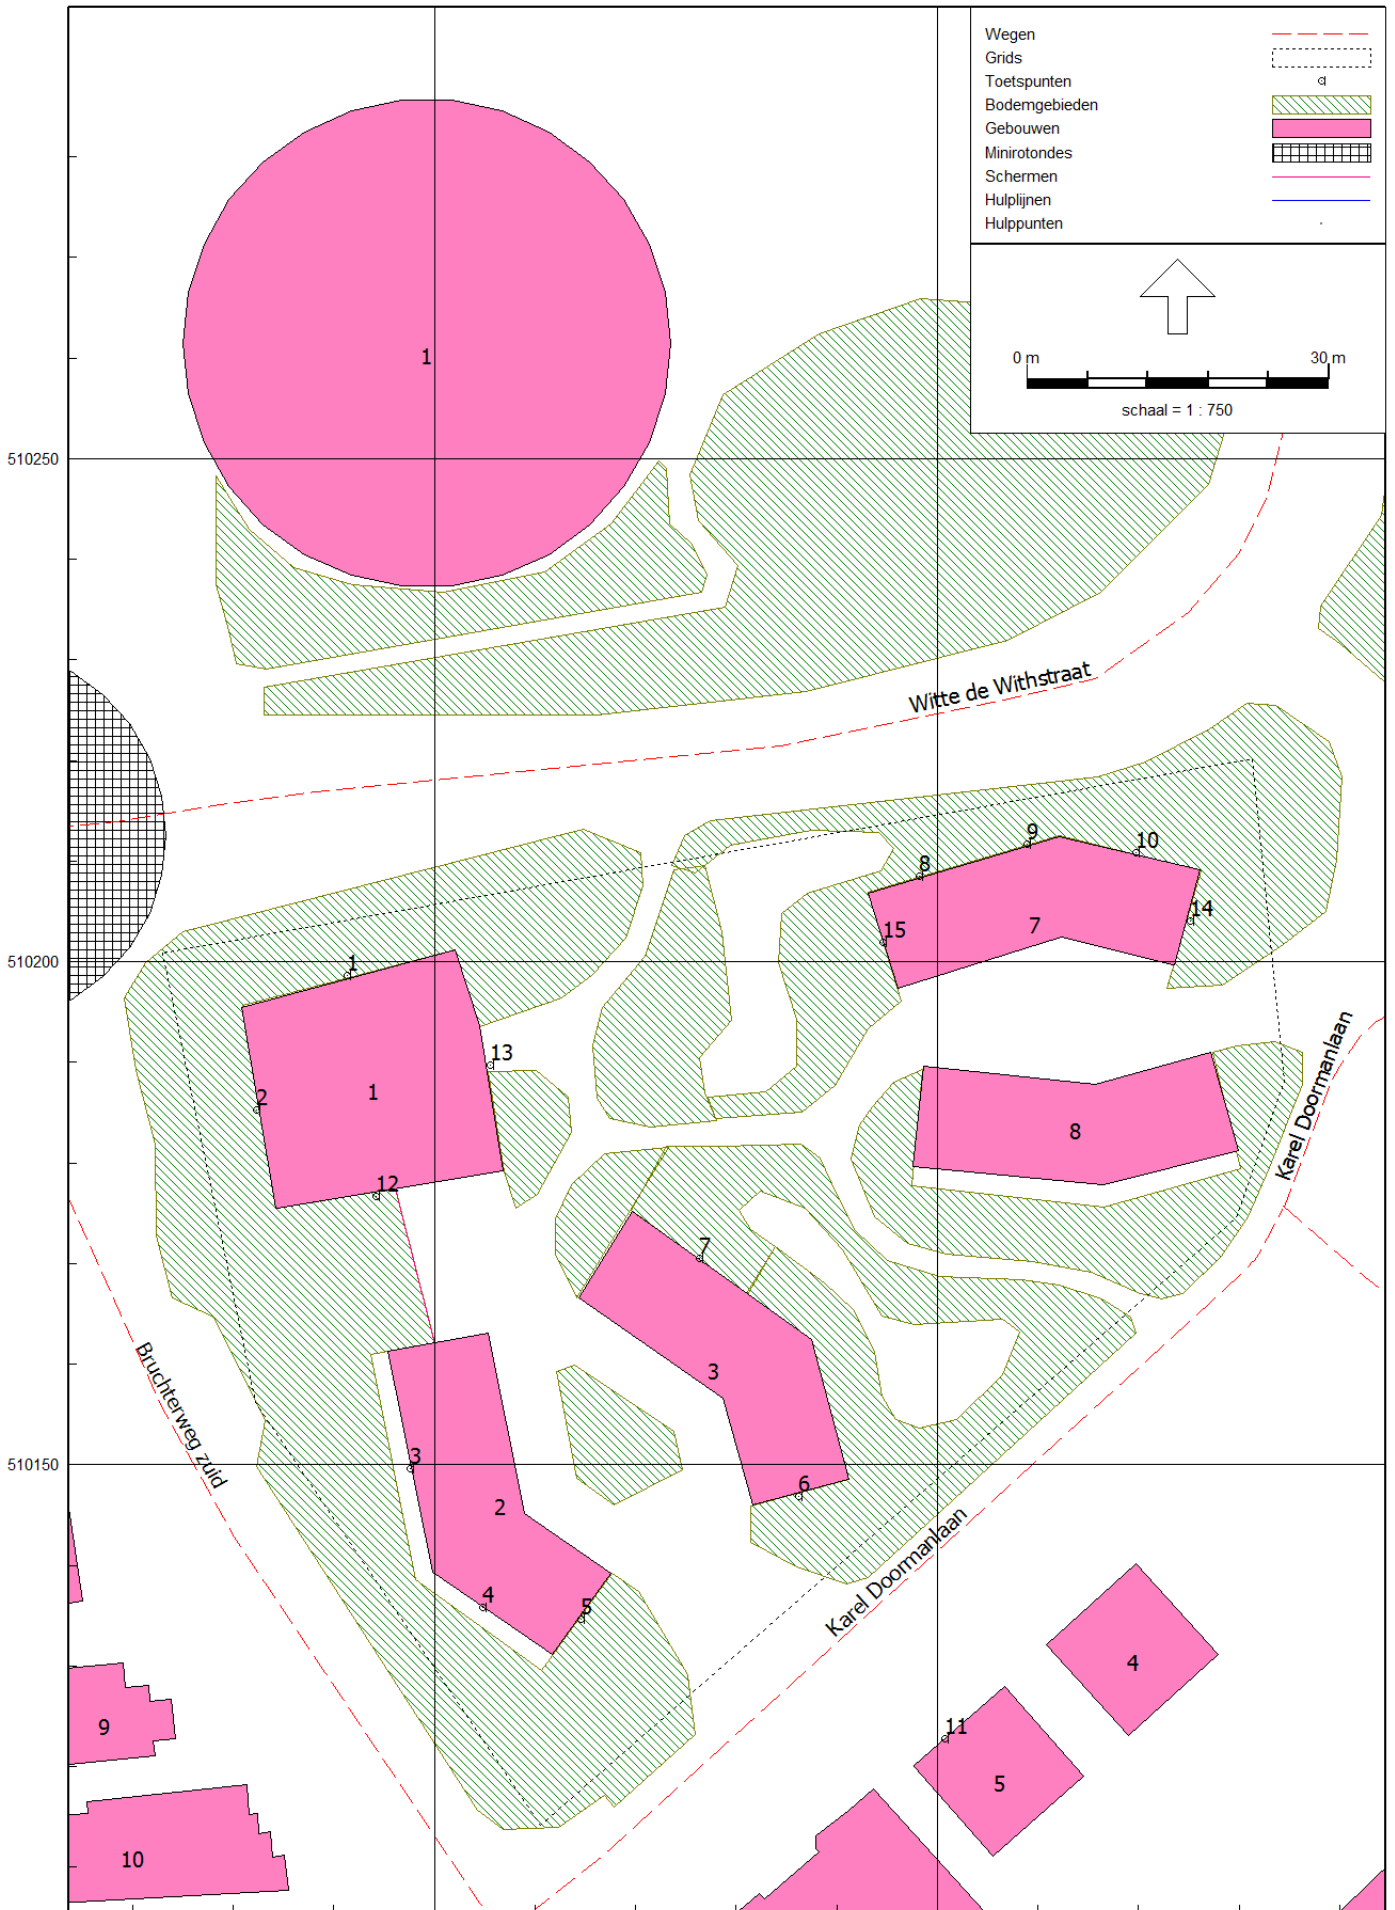 Wegen
Grids
Toetspunten
Bodemgebieden
Gebouwen
Minirotondes
Schermen
Hulplijnen
Hulppunten
0 m 30 m
schaal = 1 : 750
1
510250
Witte de Withstraat
9
10
8
14
15
7
510200
1
13
2
1
Karel Doormanlaan
8
12
7
Bruchterweg zuid
3
3
510150
6
2
Karel Doormanlaan
4
5
4
11
9
5
10